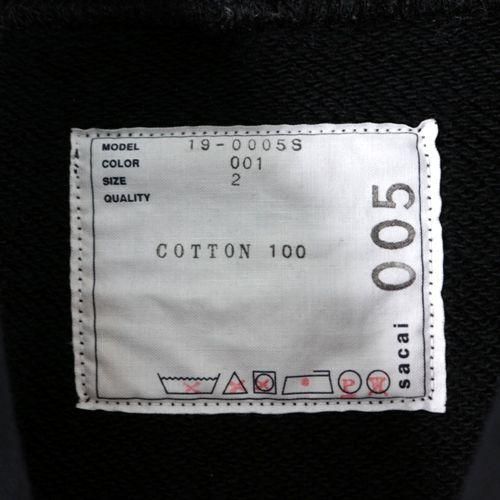 MODEL 19-0005S
COLOR 001
SIZE 2
QUALITY
COTTON 100
sacai 005